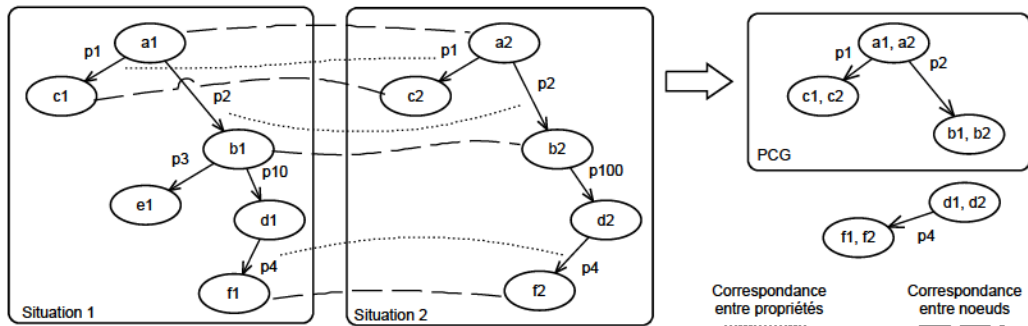 a1
p1
c1
p2
b1
p3
p10
e1
d1
p4
f1
Situation 1
a2
p1
c2
p2
b2
p100
d2
p4
f2
Situation 2
a1, a2
p1
p2
c1, c2
b1, b2
PCG
d1, d2
f1, f2
p4
Correspondance
entre propriétés
Correspondance
entre noeuds